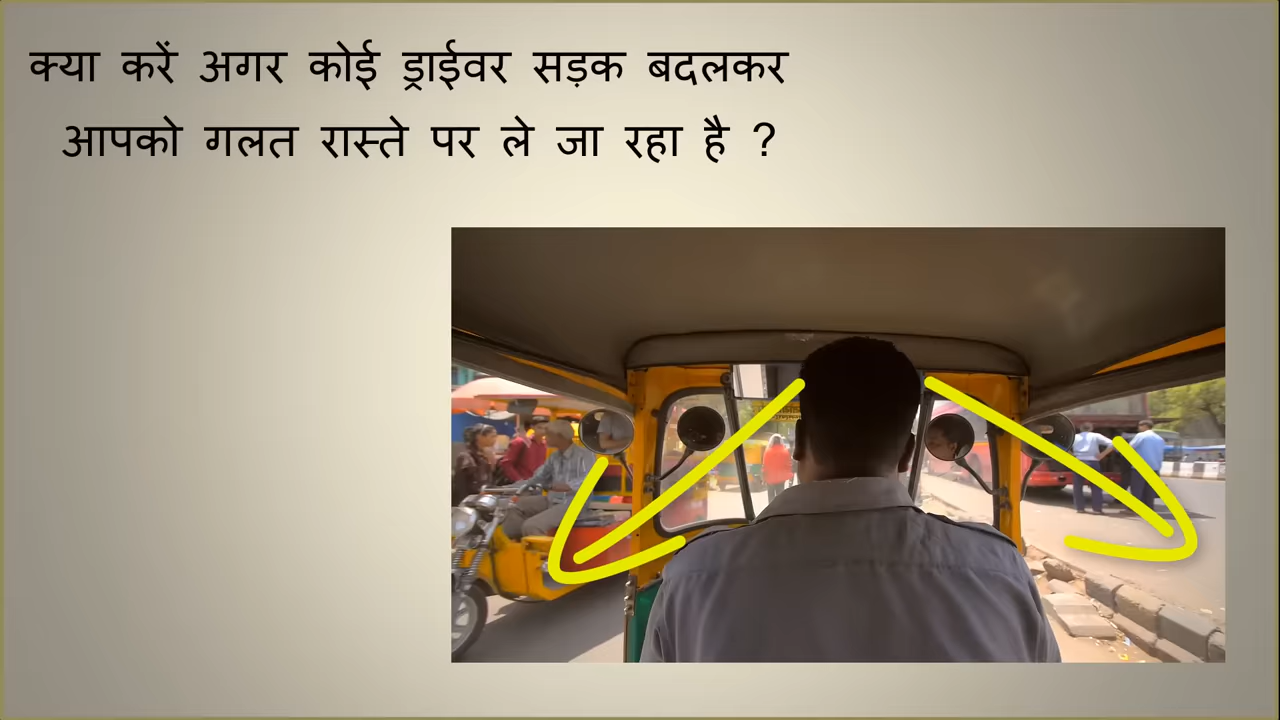 क्या करें अगर कोई ड्राईवर सड़क बदलकर
आपको गलत रास्ते पर ले जा रहा है ?